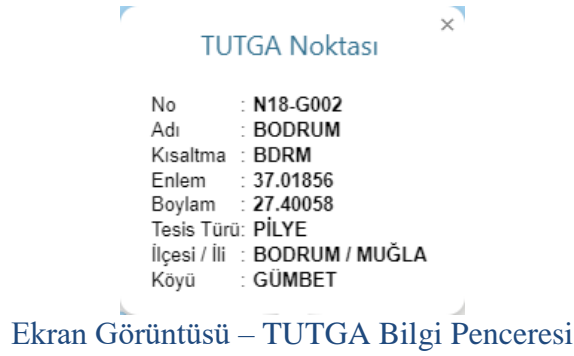 ×
TUTGA Noktası
No : N18-G002
Adı : BODRUM
Kısaltma : BDRM
Enlem : 37.01856
Boylam : 27.40058
Tesis Türü: PİLYE
İlçesi / İli : BODRUM / MUĞLA
Köyü : GÜMBET
Ekran Görüntüsü – TUTGA Bilgi Penceresi